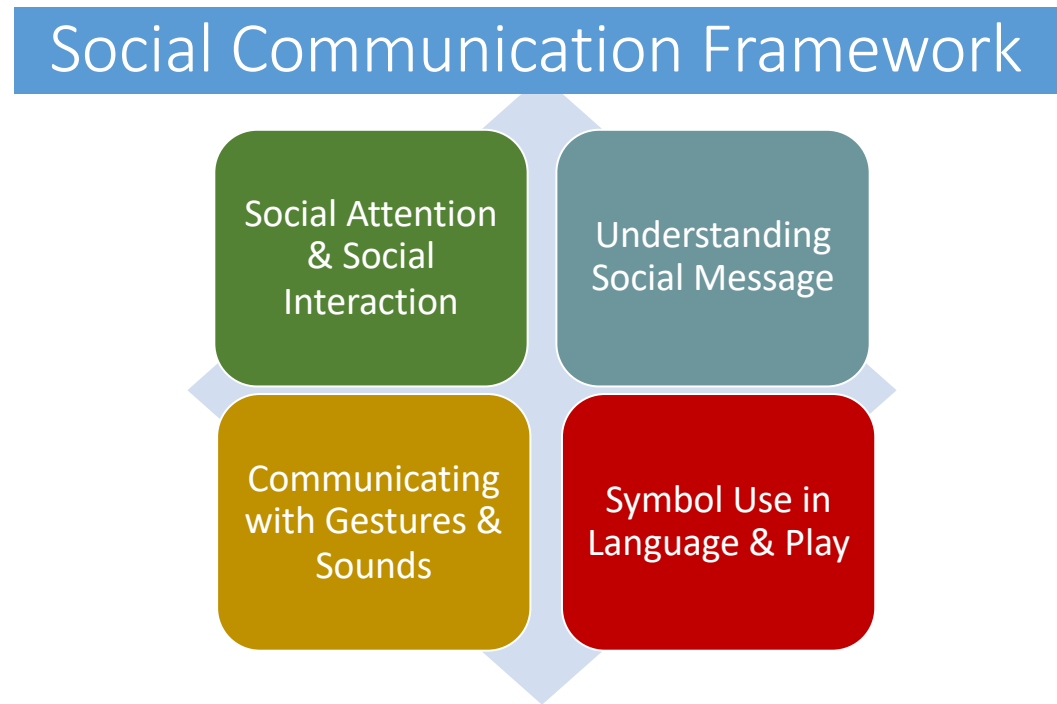 Social Communication Framework
Social Attention
& Social
Interaction
Understanding
Social Message
Communicating
with Gestures &
Sounds
Symbol Use in
Language & Play